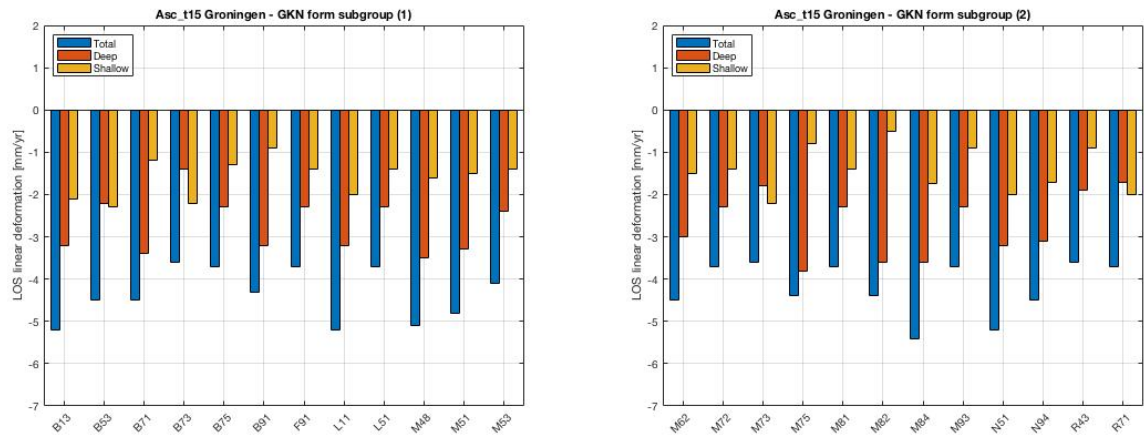 Asc_t15 Groningen - GKN form subgroup (1)
2
1
0
-1
-2
-3
-4
-5
-6
-7
LOS linear deformation [mm/yr]
Total
Deep
Shallow
B13 B53 B71 B73 B75 B91 F91 L11 L51 M48 M51 M53
Asc_t15 Groningen - GKN form subgroup (2)
2
1
0
-1
-2
-3
-4
-5
-6
-7
LOS linear deformation [mm/yr]
Total
Deep
Shallow
M62 M72 M73 M75 M81 M82 M84 M93 N51 N94 R43 R71